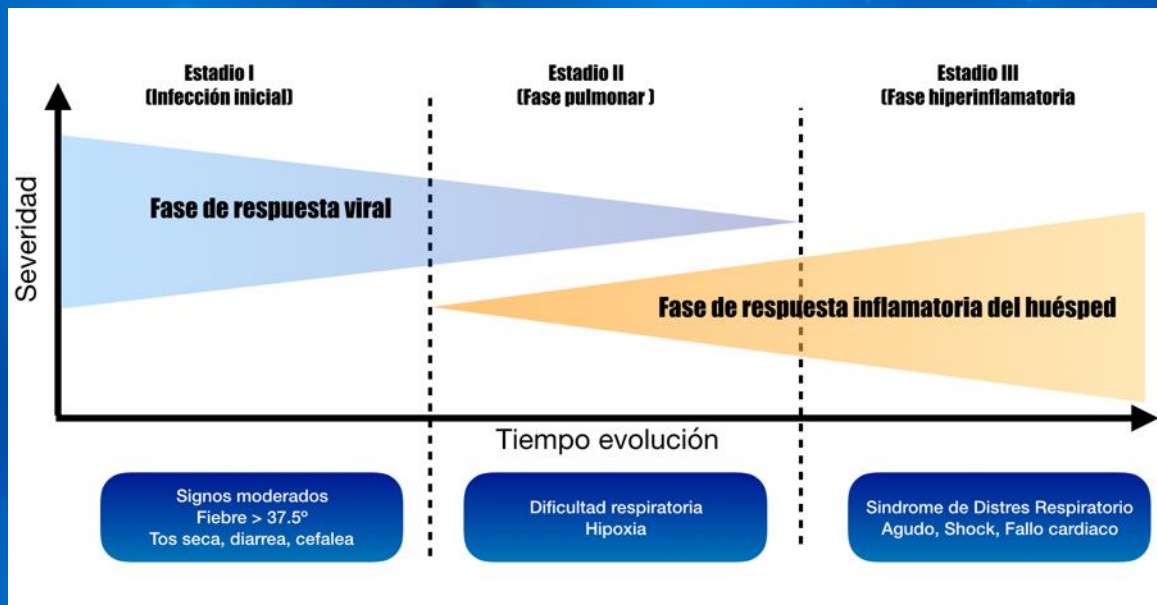 Estadio I
(Infección inicial)
Estadio II
(Fase pulmonar )
Estadio III
(Fase hiperinflamatoria
Severidad
Fase de respuesta viral
Fase de respuesta inflamatoria del huésped
Tiempo evolución
Signos moderados
Fiebre > 37.5º
Tos seca, diarrea, cefalea
Dificultad respiratoria
Hipoxia
Sindrome de Distres Respiratorio
Agudo, Shock, Fallo cardiaco